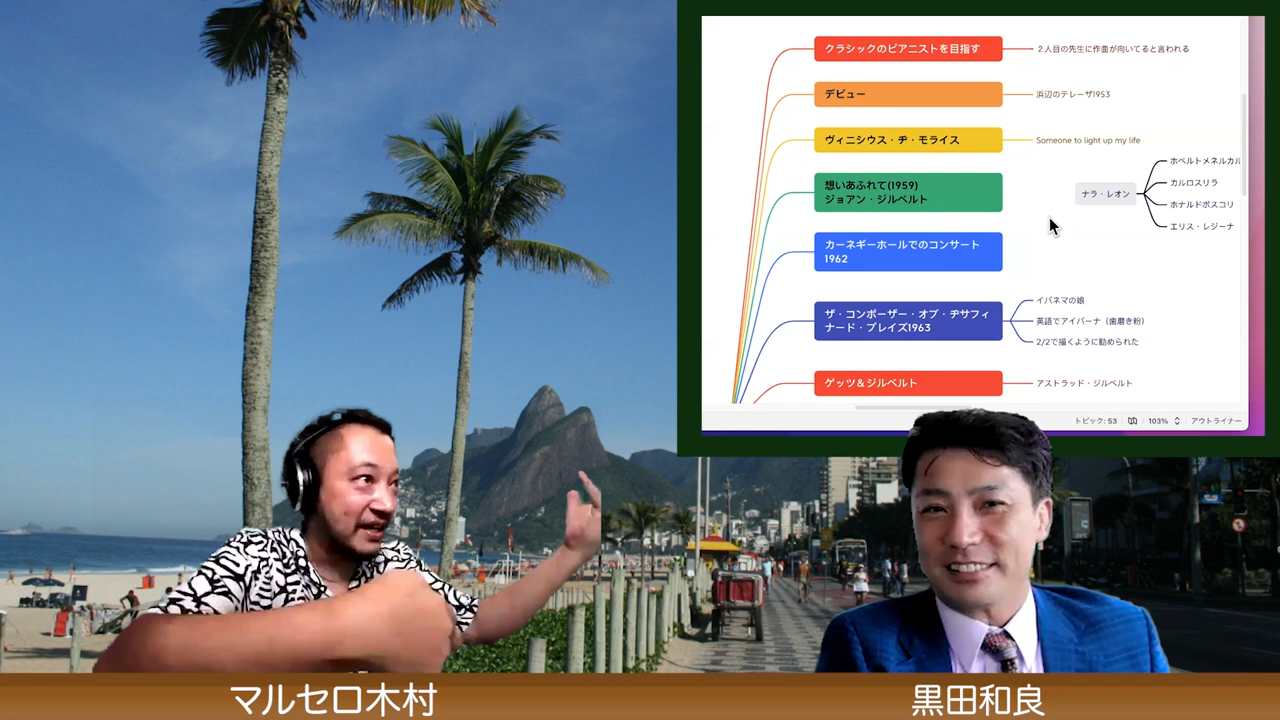 クラシックのピアニストを目指す
２人目の先生に作曲が向いてると言われる
デビュー
浜辺のテレーザ1953
ヴィニシウス・ヂ・モライス
Someone to light up my life
想いあふれて(1959)
ジョアン・ジルベルト
ナラ・レオン
ホベルトメネルカル
カルロスリラ
ホナルドボスコリ
エリス・レジーナ
カーネギーホールでのコンサート
1962
ザ・コンポーザー・オブ・ヂサフィ
ナード・プレイズ1963
イパネマの娘
英語でアイパーナ（歯磨き粉）
2/2で描くように勧められた
ゲッツ＆ジルベルト
アストラッド・ジルベルト
トピック: 53
103%
アウトライナー
マルセロ木村
黒田和良